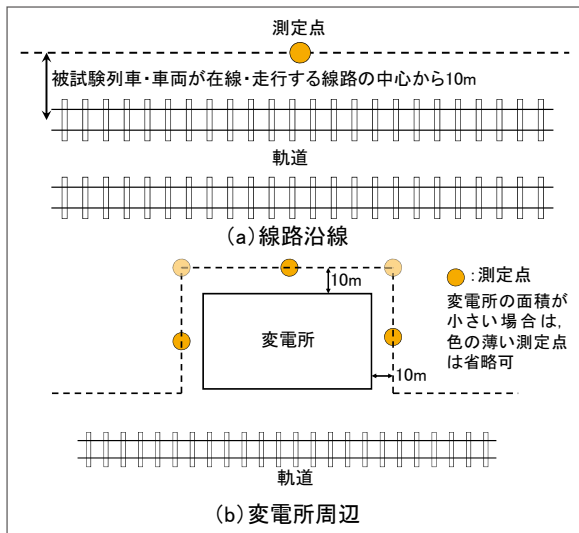 測定点
被試験列車・車両が在線・走行する線路の中心から10m
軌道
(a)線路沿線
10m
:測定点
変電所の面積が
小さい場合は,
色の薄い測定点
は省略可
変電所
10m
軌道
(b)変電所周辺